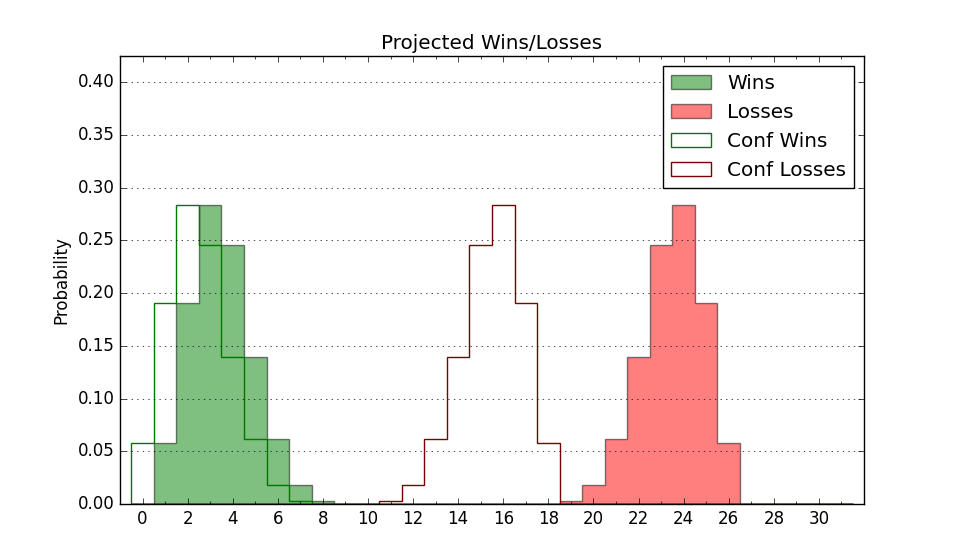 Projected Wins/Losses
Wins
Losses
Conf Wins
Conf Losses
Probability
0.40
0.35
0.30
0.25
0.20
0.15
0.10
0.05
0.00
0 2 4 6 8 10 12 14 16 18 20 22 24 26 28 30